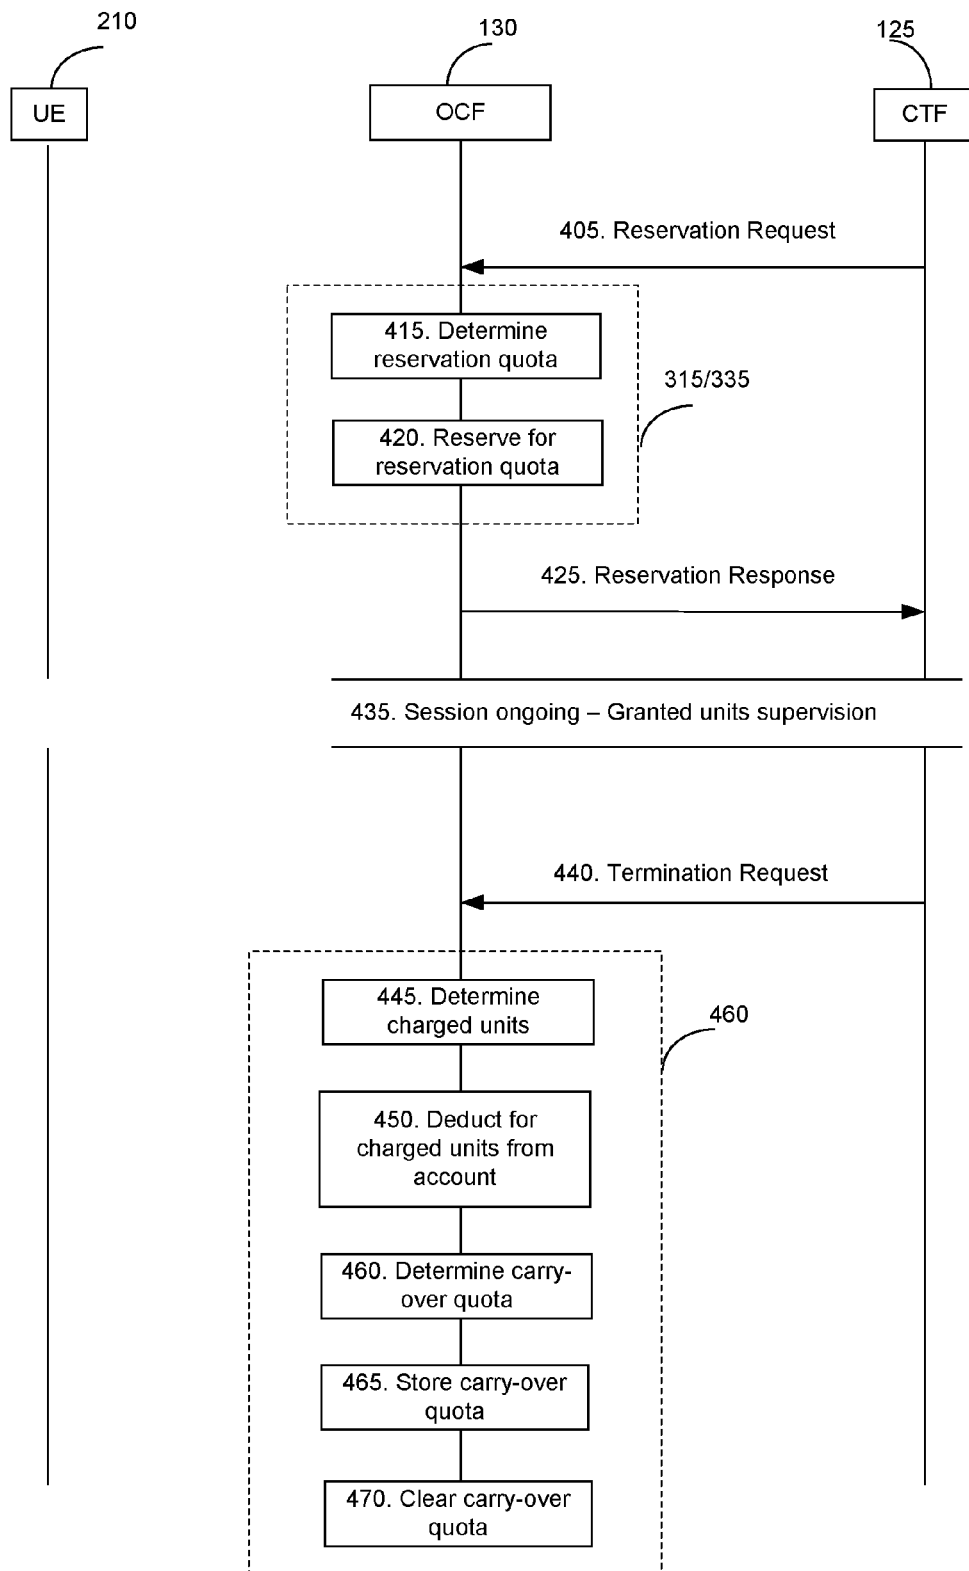 210
130
125
UE
OCF
CTF
405. Reservation Request
415. Determine
reservation quota
315/335
420. Reserve for
reservation quota
425. Reservation Response
435. Session ongoing – Granted units supervision
440. Termination Request
445. Determine
charged units
460
450. Deduct for
charged units from
account
460. Determine carry-
over quota
465. Store carry-over
quota
470. Clear carry-over
quota